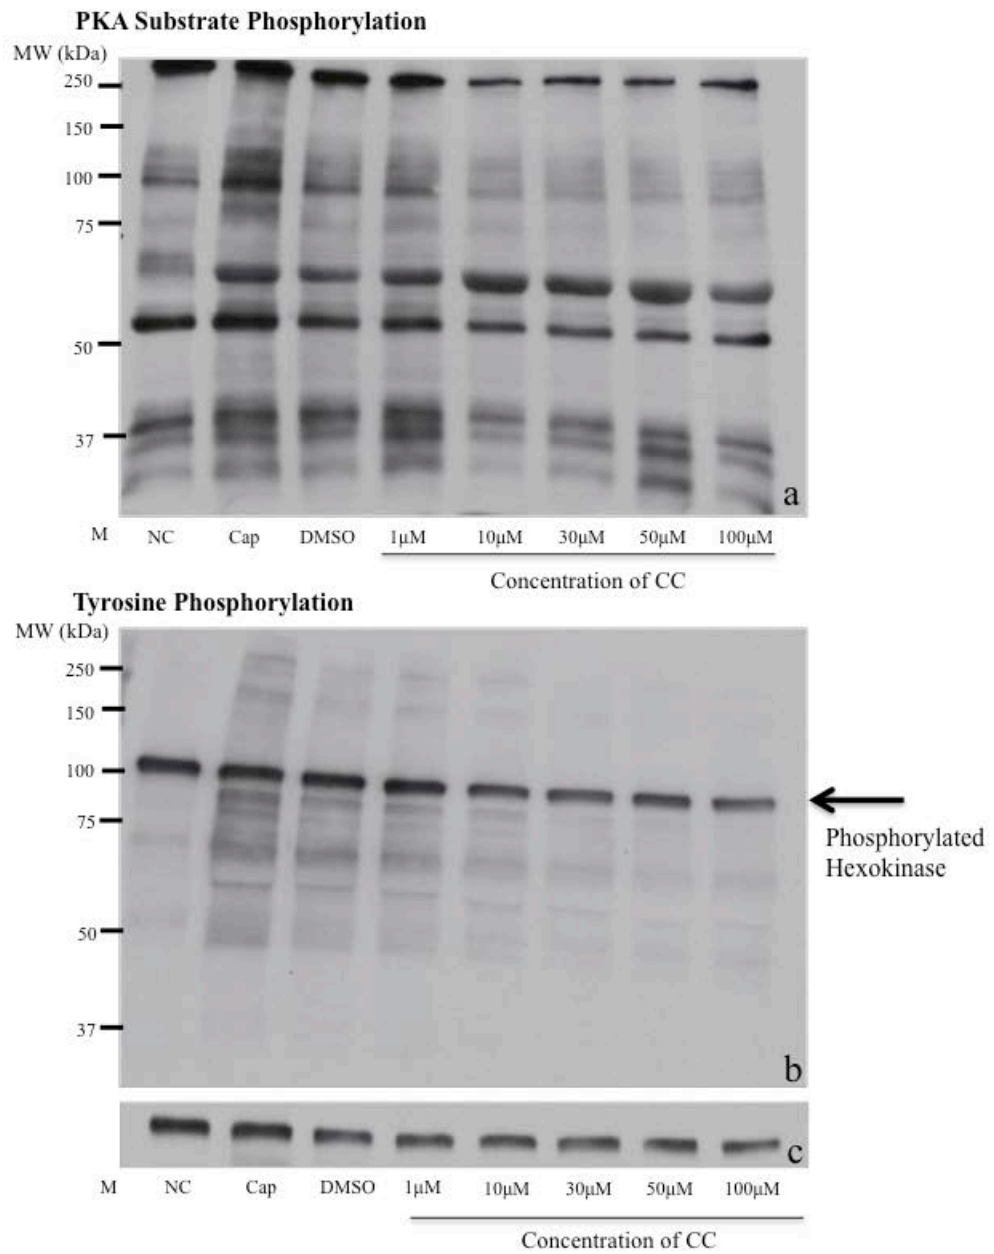 PKA Substrate Phosphorylation
MW (kDa)
250
150
100
75
50
37
a
M NC Cap DMSO 1μM 10μM 30μM 50μM 100μM
Concentration of CC
Tyrosine Phosphorylation
MW (kDa)
250
150
100
75
Phosphorylated
Hexokinase
50
37
b
c
M NC Cap DMSO 1μM 10μM 30μM 50μM 100μM
Concentration of CC